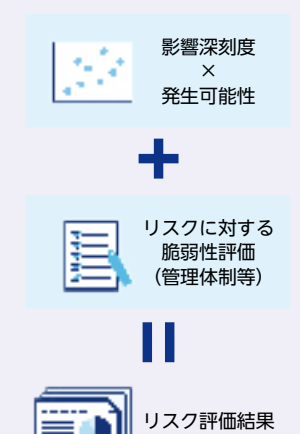 影響深刻度
×
発生可能性
+
リスクに対する
脆弱性評価
（管理体制等）
=
リスク評価結果